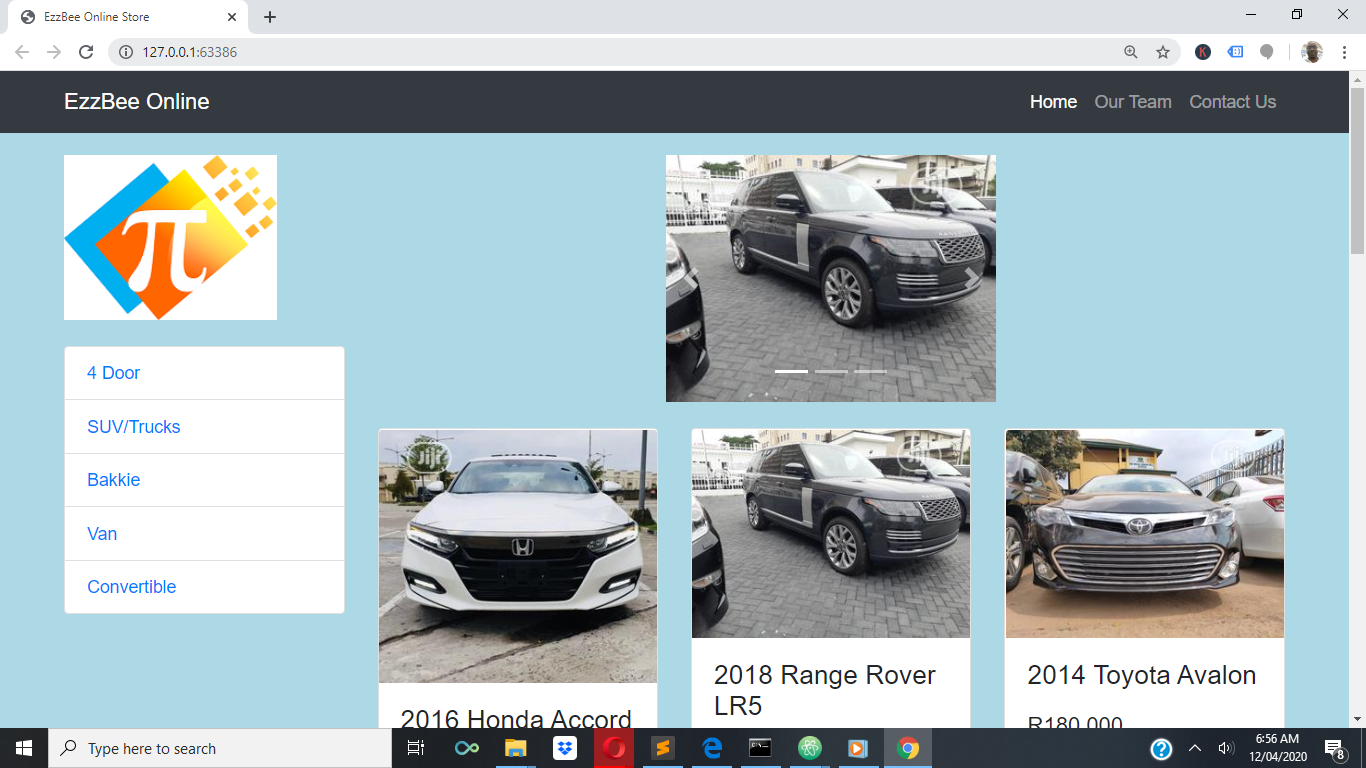 EzzBee Online Store
127.0.0.1:63386
K
EzzBee Online
Home Our Team Contact Us
π
4 Door
SUV/Trucks
Bakkie
Van
Convertible
2016 Honda Accord
2018 Range Rover
LR5
2014 Toyota Avalon
R180,000
Type here to search
6:56 AM
12/04/2020
8